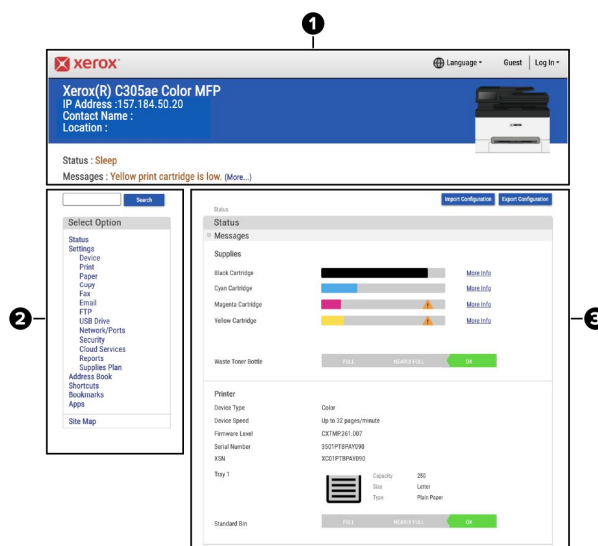 1
xerox™
Language
Guest
Log In
Xerox(R) C305ae Color MFP
IP Address :157.184.50.20
Contact Name :
Location :
Status : Sleep
Messages : Yellow print cartridge is low. (More...)
2
Search
Select Option
Status
Settings
Device
Print
Paper
Copy
Fax
Email
FTP
USB Drive
Network/Ports
Security
Cloud Services
Reports
Supplies Plan
Address Book
Shortcuts
Bookmarks
Apps
Site Map
3
Import Configuration Export Configuration
Status
Status
Messages
Supplies
Black Cartridge More Info
Cyan Cartridge More Info
Magenta Cartridge More Info
Yellow Cartridge More Info
Waste Toner Bottle FULL NEARLY FULL OK
Printer
Device Type Color
Device Speed Up to 32 pages/minute
Firmware Level CXTMP.261.007
Serial Number 3501PTBPAY090
XSN XC01PTBPAY090
Tray 1 Capacity 250
Size Letter
Type Plain Paper
Standard Bin FULL NEARLY FULL OK